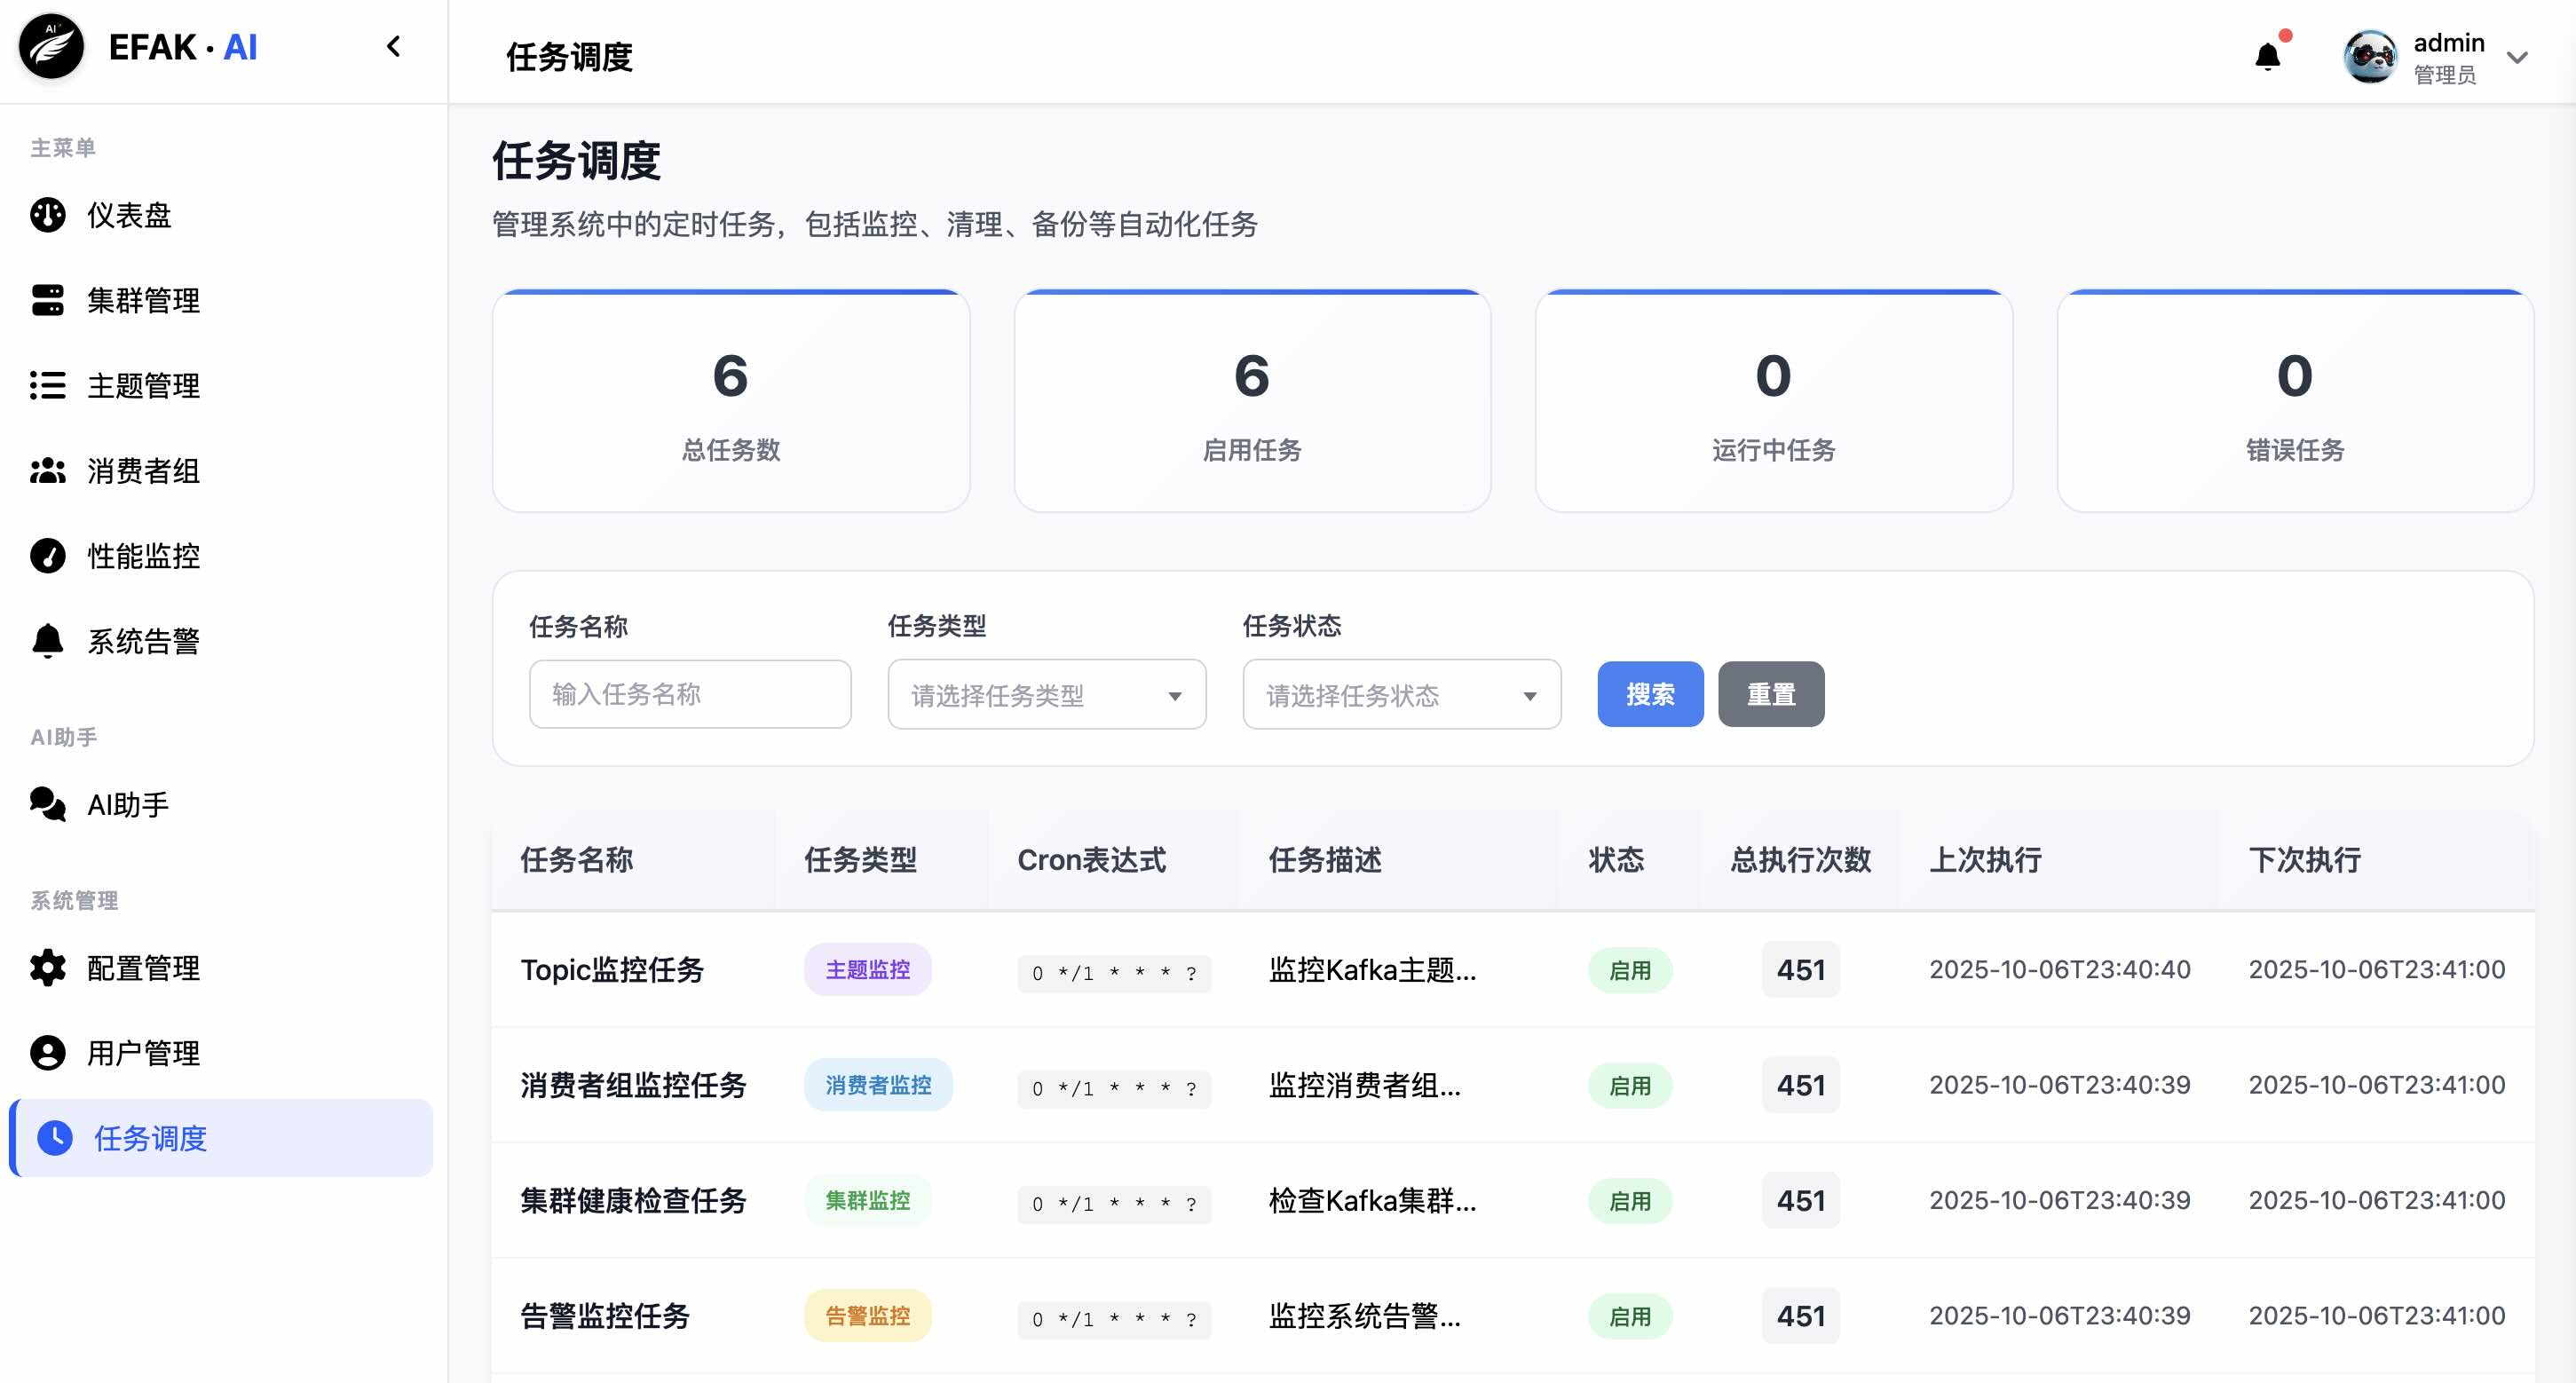 AI
EFAK · AI
任务调度
admin
管理员
主菜单
仪表盘
集群管理
主题管理
消费者组
性能监控
系统告警
AI助手
AI助手
系统管理
配置管理
用户管理
任务调度
任务调度
管理系统中的定时任务，包括监控、清理、备份等自动化任务
6 6 0 0
总任务数 启用任务 运行中任务 错误任务
任务名称 任务类型 任务状态
输入任务名称 请选择任务类型 请选择任务状态 搜索 重置
任务名称 任务类型 Cron表达式 任务描述 状态 总执行次数 上次执行 下次执行
Topic监控任务 主题监控 0 */1 * * * ? 监控Kafka主题... 启用 451 2025-10-06T23:40:40 2025-10-06T23:41:00
消费者组监控任务 消费者监控 0 */1 * * * ? 监控消费者组... 启用 451 2025-10-06T23:40:39 2025-10-06T23:41:00
集群健康检查任务 集群监控 0 */1 * * * ? 检查Kafka集群... 启用 451 2025-10-06T23:40:39 2025-10-06T23:41:00
告警监控任务 告警监控 0 */1 * * * ? 监控系统告警... 启用 451 2025-10-06T23:40:39 2025-10-06T23:41:00